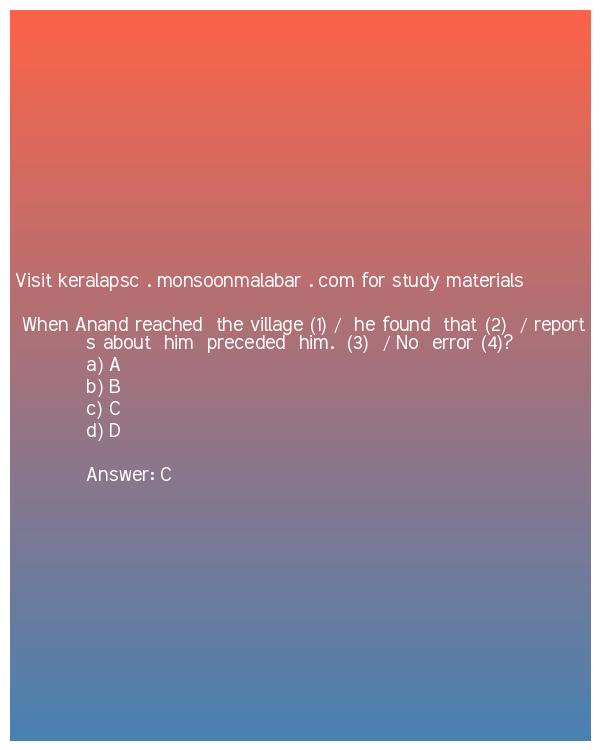 Visit keralapsc . monsoonmalabar . com for study materials
When Anand reached the village (1) / he found that (2) / report
s about him preceded him. (3) / No error (4)?
a) A
b) B
c) C
d) D
Answer: C